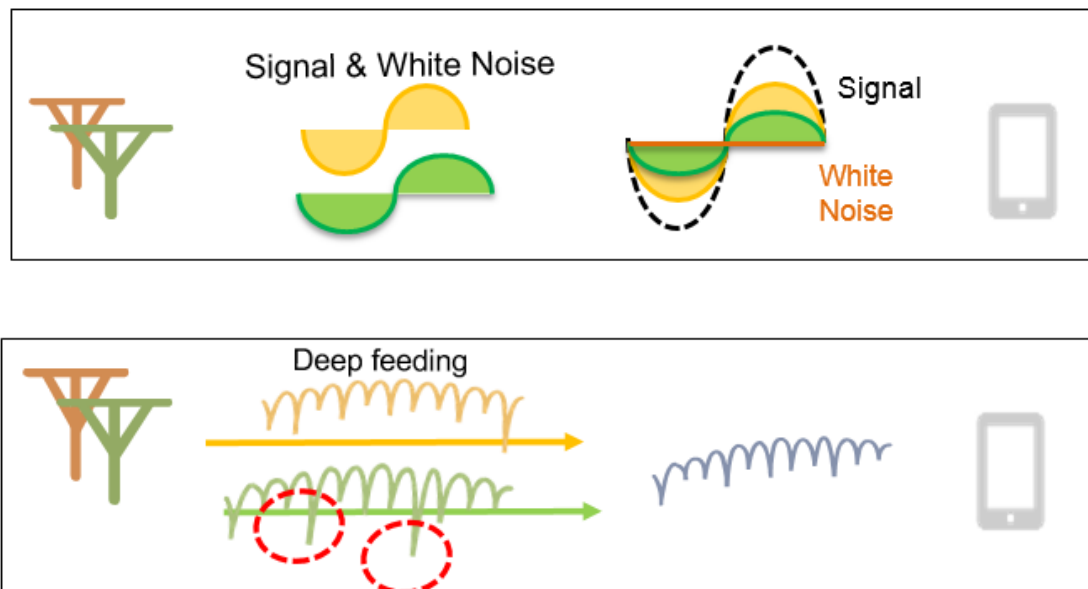 Signal & White Noise
Signal
White
Noise
Deep feeding